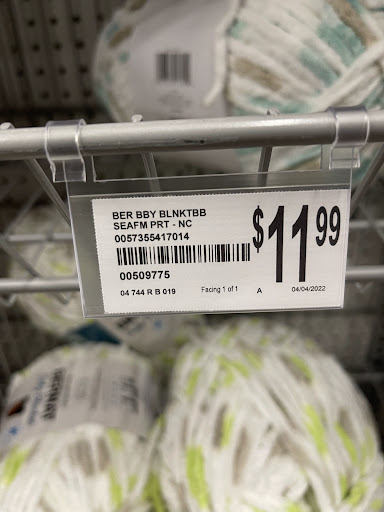 BER BBY BLNKTBB
SEAFM PRT - NC
0057355417014
00509775
$11.99
04 744 R B 019
Facing 1 of 1
A
04/04/2022